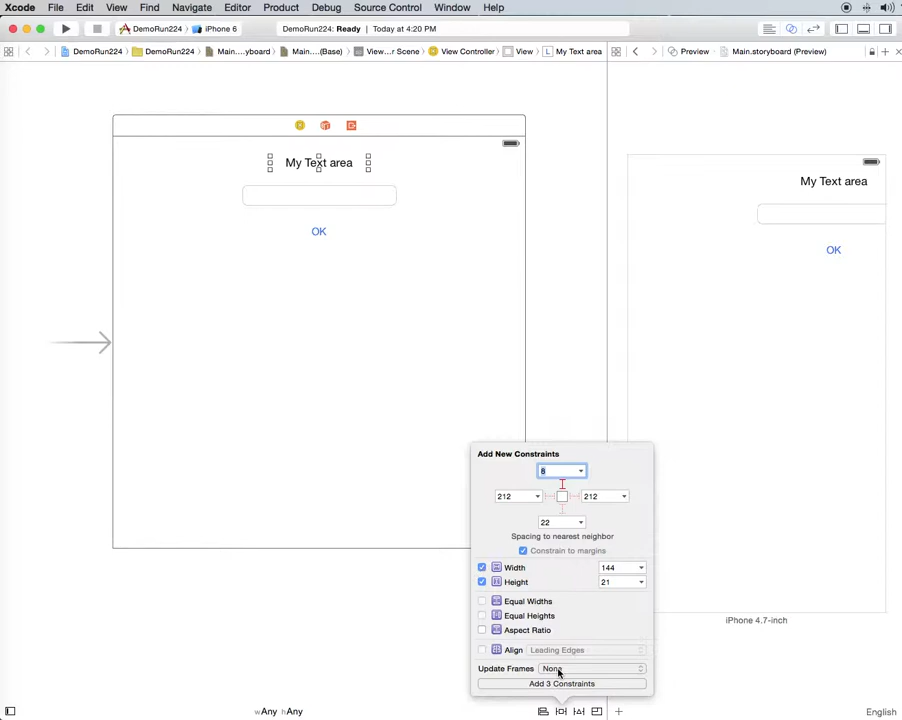 Xcode File Edit View Find Navigate Editor Product Debug Source Control Window Help
DemoRun224 iPhone 6 DemoRun224: Ready | Today at 4:20 PM
DemoRun224 DemoRun224 Main....yboard Main....(Base) View...r Scene View Controller View L My Text area Preview Main.storyboard (Preview)
My Text area
OK
My Text area
OK
iPhone 4.7-inch
Add New Constraints
8
212 212
22
Spacing to nearest neighbor
Constrain to margins
Width 144
Height 21
Equal Widths
Equal Heights
Aspect Ratio
Align Leading Edges
Update Frames None
Add 3 Constraints
wAny hAny
English